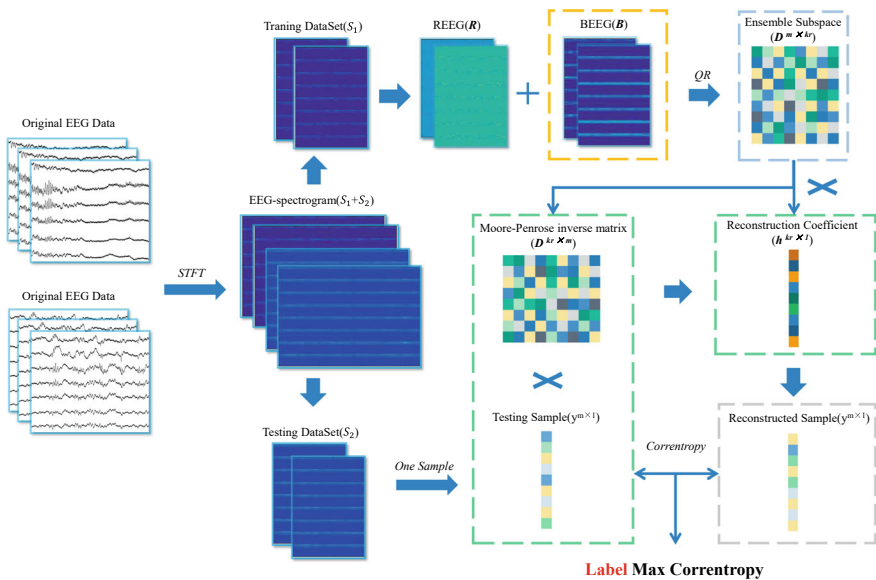 Traning DataSet(S₁)
REEG(R)
BEEG(B)
Ensemble Subspace
(D m×kr)
QR
Original EEG Data
EEG-spectrogram(S₁+S₂)
Moore-Penrose inverse matrix
(D kr×m)
Reconstruction Coefficient
(h kr×1)
STFT
Original EEG Data
Testing DataSet(S₂)
One Sample
Testing Sample(y^m×1)
Correntropy
Reconstructed Sample(y^m×1)
Label Max Correntropy